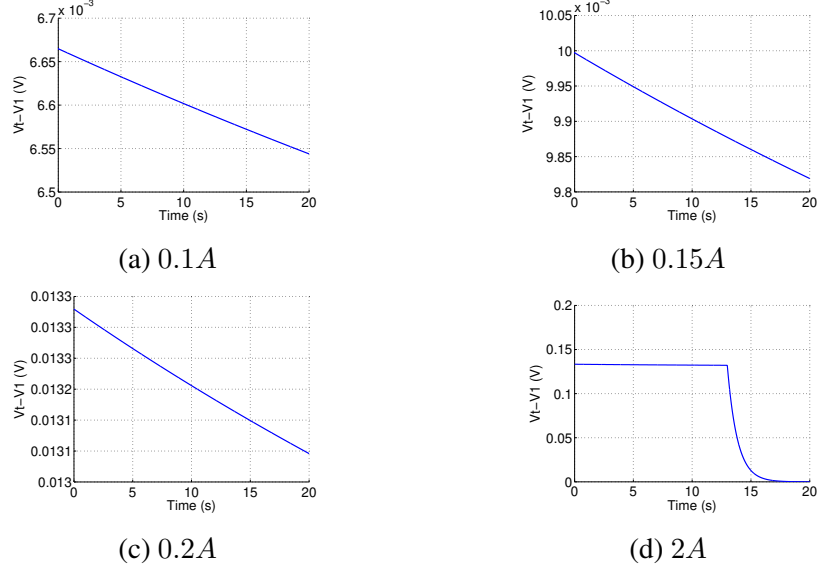 x 10⁻³
6.7
6.65
6.6
6.55
6.5
Vt−V1 (V)
0 5 10 15 20
Time (s)
(a) 0.1A
x 10⁻³
10.05
10
9.95
9.9
9.85
9.8
Vt−V1 (V)
0 5 10 15 20
Time (s)
(b) 0.15A
0.0133
0.0133
0.0133
0.0132
0.0131
0.0131
0.013
Vt−V1 (V)
0 5 10 15 20
Time (s)
(c) 0.2A
0.2
0.15
0.1
0.05
0
Vt−V1 (V)
0 5 10 15 20
Time (s)
(d) 2A